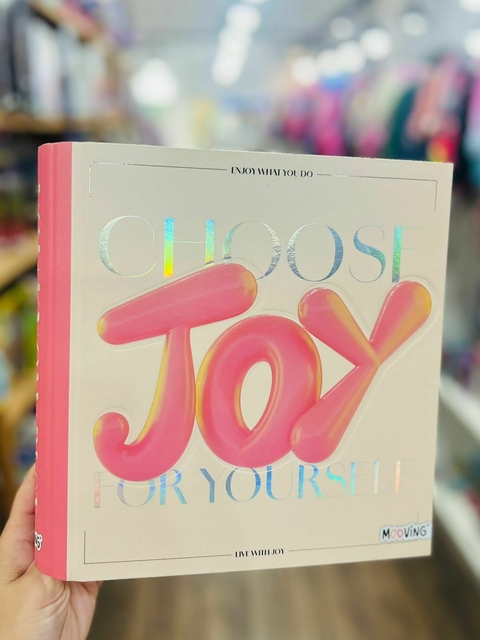 ENJOY WHAT YOU DO
CHOOSE
JOY
FOR YOURSELF
LIVE WITH JOY
MOOVING